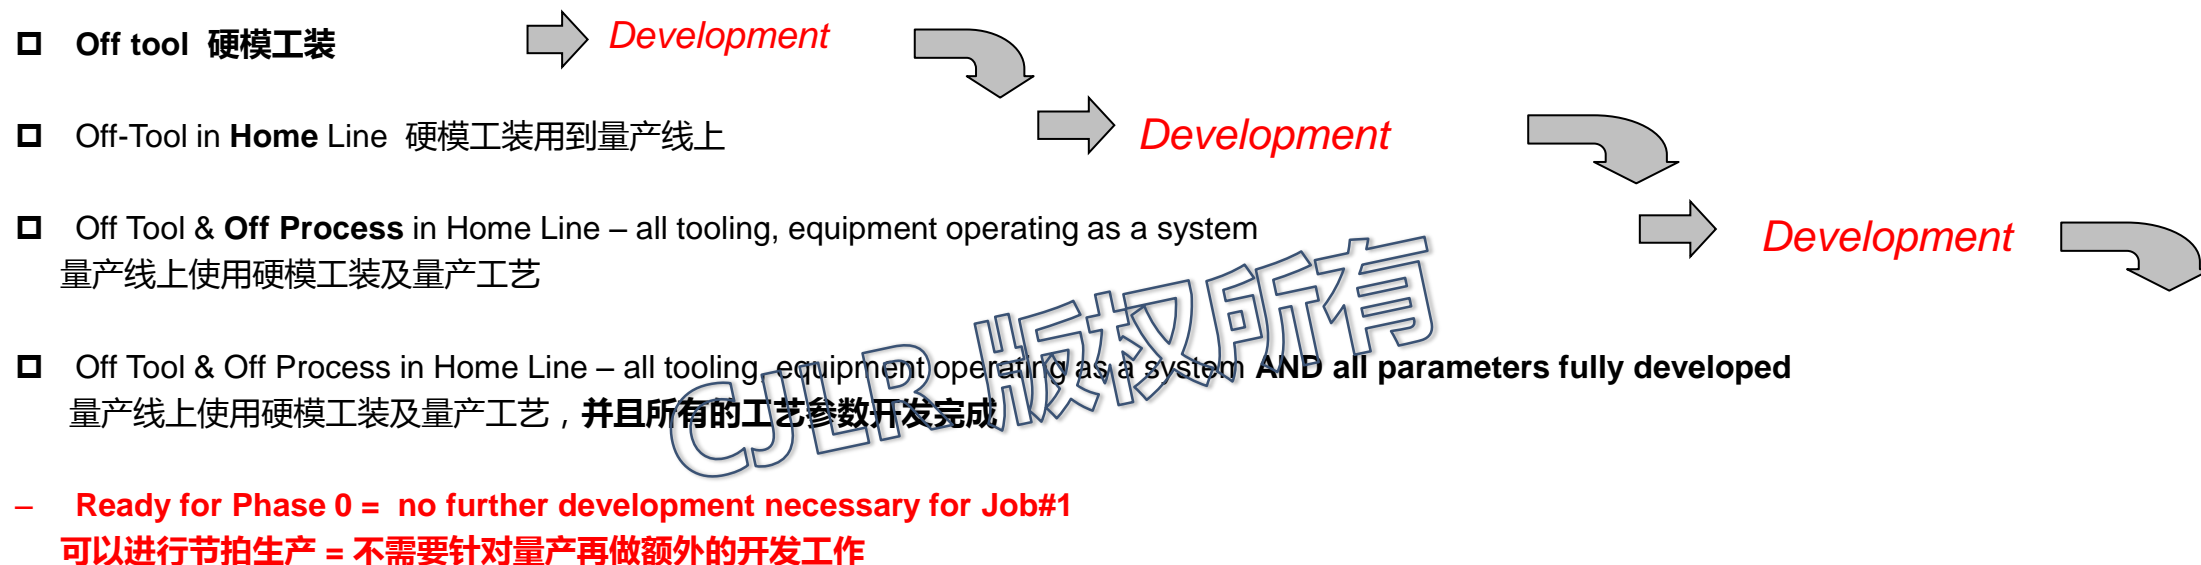 Off tool 硬模工装
Development
Off-Tool in Home Line 硬模工装用到量产线上
Development
Off Tool & Off Process in Home Line – all tooling, equipment operating as a system
Development
量产线上使用硬模工装及量产工艺
Off Tool & Off Process in Home Line – all tooling, equipment operating as a system AND all parameters fully developed
量产线上使用硬模工装及量产工艺，并且所有的工艺参数开发完成
CJLR 版权所有
– Ready for Phase 0 = no further development necessary for Job#1
可以进行节拍生产 = 不需要针对量产再做额外的开发工作